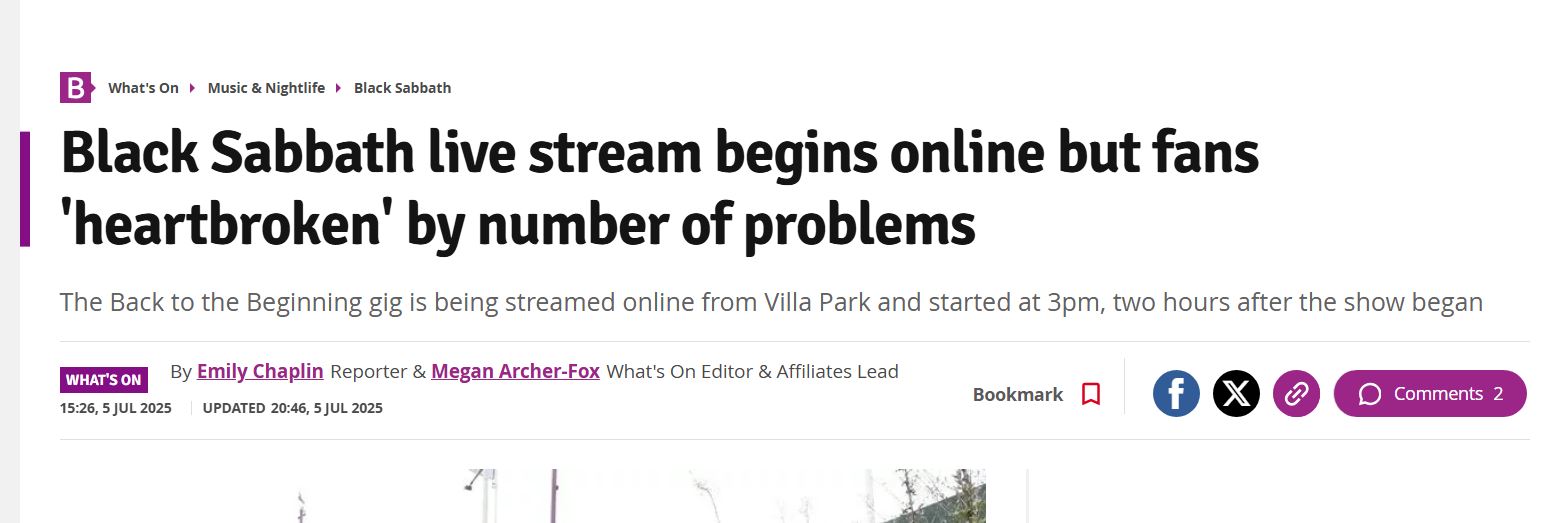 B What's On Music & Nightlife Black Sabbath
Black Sabbath live stream begins online but fans
'heartbroken' by number of problems
The Back to the Beginning gig is being streamed online from Villa Park and started at 3pm, two hours after the show began
WHAT'S ON By Emily Chaplin Reporter & Megan Archer-Fox What's On Editor & Affiliates Lead
15:26, 5 JUL 2025 UPDATED 20:46, 5 JUL 2025
Bookmark f X Comments 2